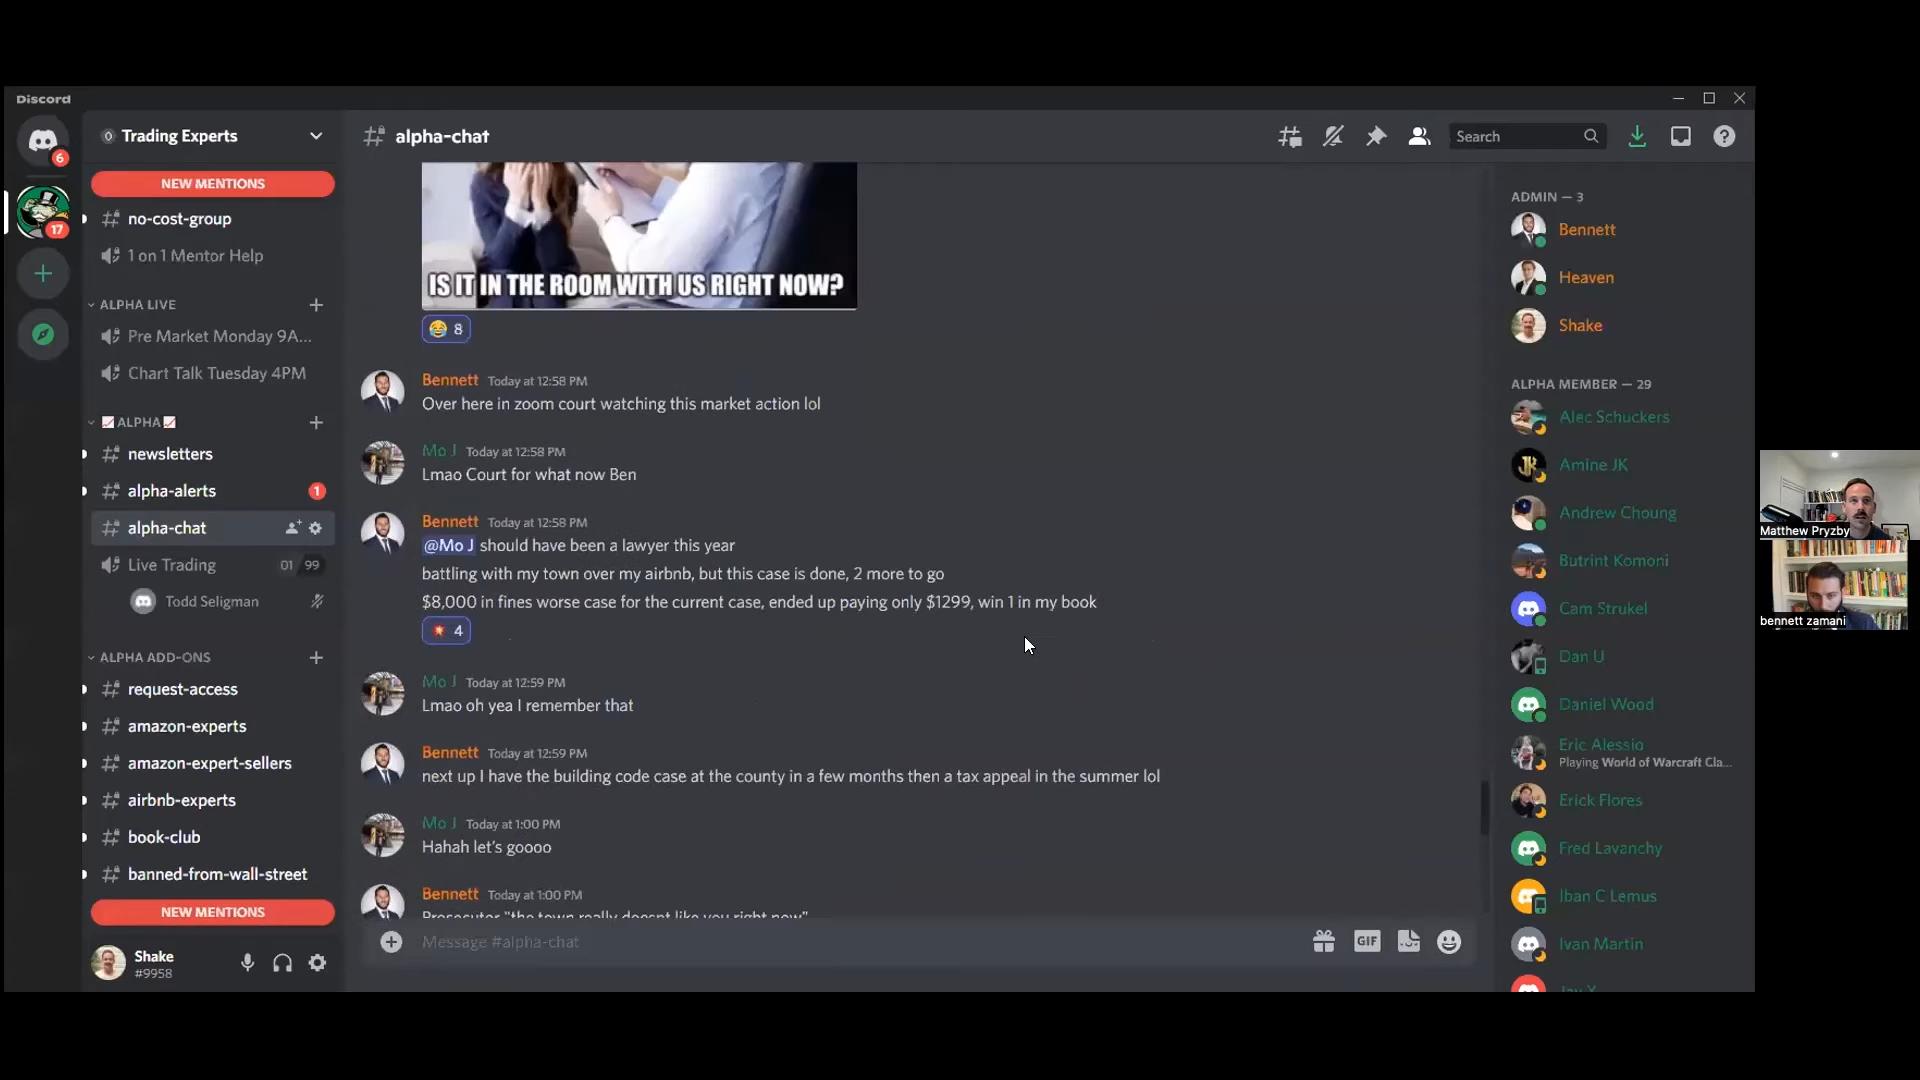 Discord
6
17
Trading Experts
NEW MENTIONS
no-cost-group
1 on 1 Mentor Help
ALPHA LIVE
Pre Market Monday 9A...
Chart Talk Tuesday 4PM
ALPHA
newsletters
alpha-alerts
1
alpha-chat
Live Trading
01 99
Todd Seligman
ALPHA ADD-ONS
request-access
amazon-experts
amazon-expert-sellers
airbnb-experts
book-club
banned-from-wall-street
NEW MENTIONS
Shake
#9958
alpha-chat
Search
IS IT IN THE ROOM WITH US RIGHT NOW?
8
Bennett Today at 12:58 PM
Over here in zoom court watching this market action lol
Mo J Today at 12:58 PM
Lmao Court for what now Ben
Bennett Today at 12:58 PM
@Mo J should have been a lawyer this year
battling with my town over my airbnb, but this case is done, 2 more to go
$8,000 in fines worse case for the current case, ended up paying only $1299, win 1 in my book
4
Mo J Today at 12:59 PM
Lmao oh yea I remember that
Bennett Today at 12:59 PM
next up I have the building code case at the county in a few months then a tax appeal in the summer lol
Mo J Today at 1:00 PM
Hahah let's goooo
Bennett Today at 1:00 PM
Prosecutor "the town really doesnt like you right now"
Message #alpha-chat
GIF
ADMIN — 3
Bennett
Heaven
Shake
ALPHA MEMBER — 29
Alec Schuckers
Amine JK
Andrew Choung
Butrint Komoni
Cam Strukel
Dan U
Daniel Wood
Eric Alessio
Playing World of Warcraft Cla...
Erick Flores
Fred Lavanchy
Iban C Lemus
Ivan Martin
Matthew Pryzby
bennett zamani